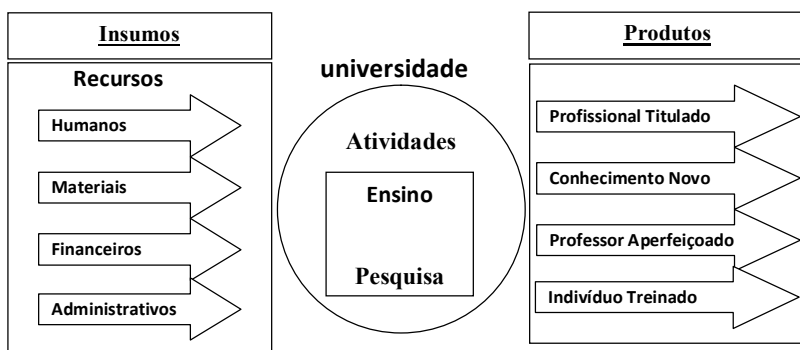 Insumos
Recursos
Humanos
Materiais
Financeiros
Administrativos
universidade
Atividades
Ensino
Pesquisa
Produtos
Profissional Titulado
Conhecimento Novo
Professor Aperfeiçoado
Indivíduo Treinado